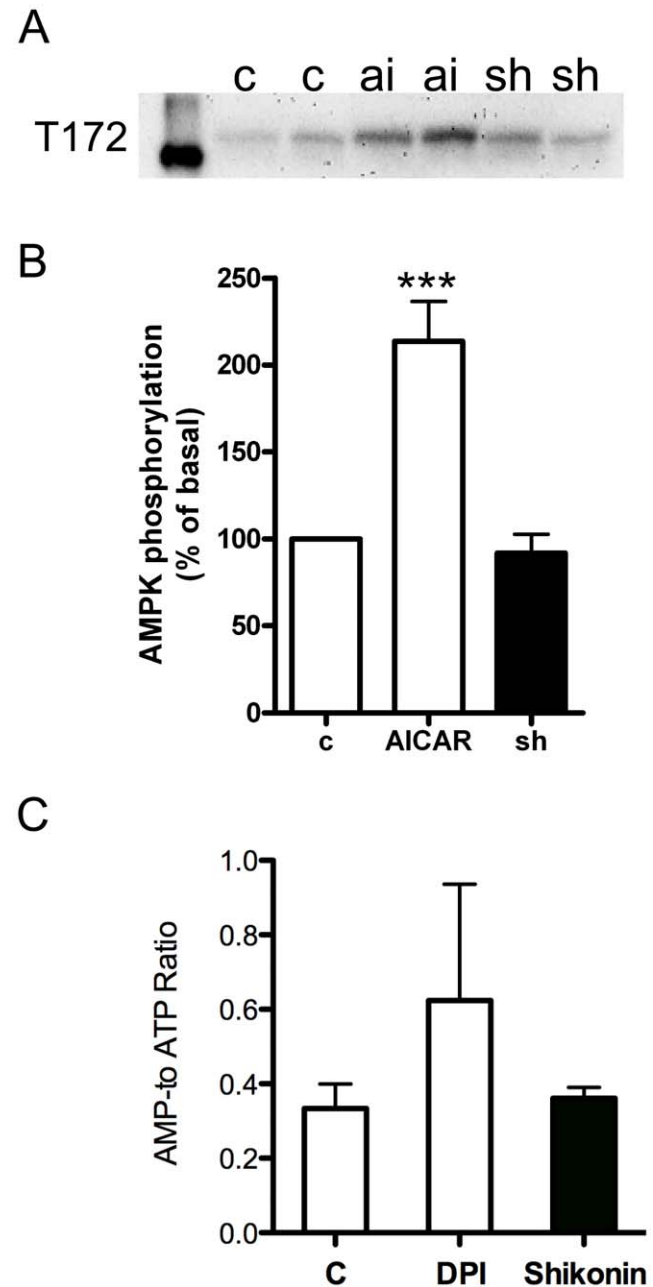 A
c c ai ai sh sh
T172
B
AMPK phosphorylation
(% of basal)
250
200
150
100
50
0
***
c AICAR sh
C
AMP-to ATP Ratio
1.0
0.8
0.6
0.4
0.2
0.0
C DPI Shikonin